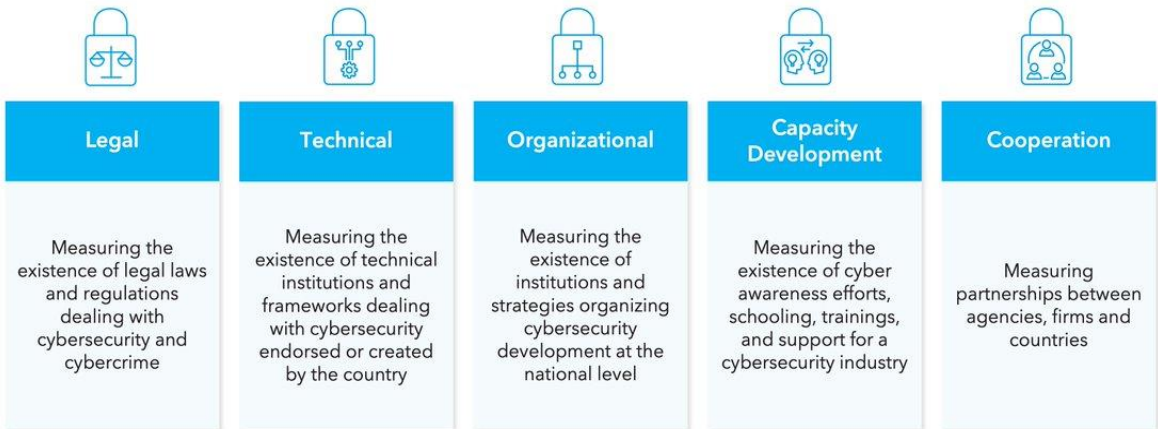 Legal
Measuring the
existence of legal laws
and regulations
dealing with
cybersecurity and
cybercrime
Technical
Measuring the
existence of technical
institutions and
frameworks dealing
with cybersecurity
endorsed or created
by the country
Organizational
Measuring the
existence of
institutions and
strategies organizing
cybersecurity
development at the
national level
Capacity
Development
Measuring the
existence of cyber
awareness efforts,
schooling, trainings,
and support for a
cybersecurity industry
Cooperation
Measuring
partnerships between
agencies, firms and
countries